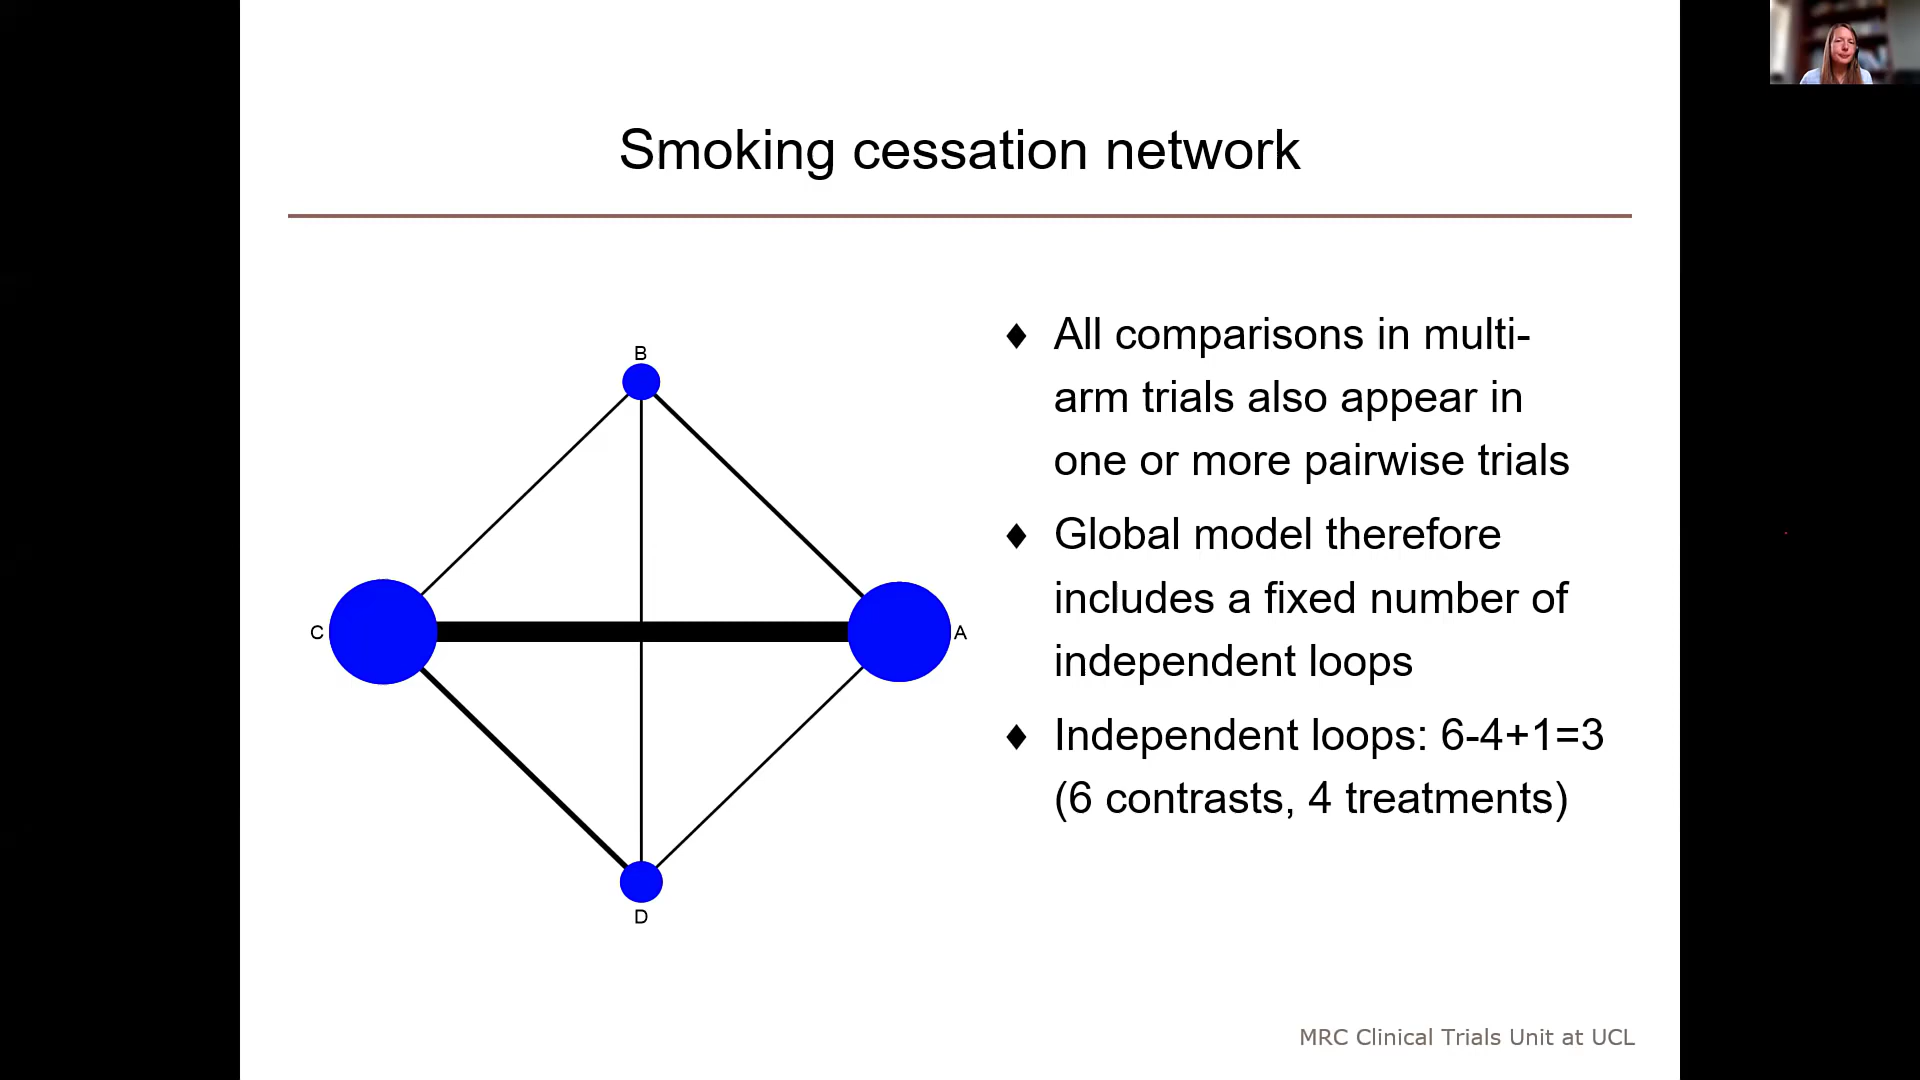 Smoking cessation network
B
C
A
D
♦ All comparisons in multi-
arm trials also appear in
one or more pairwise trials
♦ Global model therefore
includes a fixed number of
independent loops
♦ Independent loops: 6-4+1=3
(6 contrasts, 4 treatments)
MRC Clinical Trials Unit at UCL